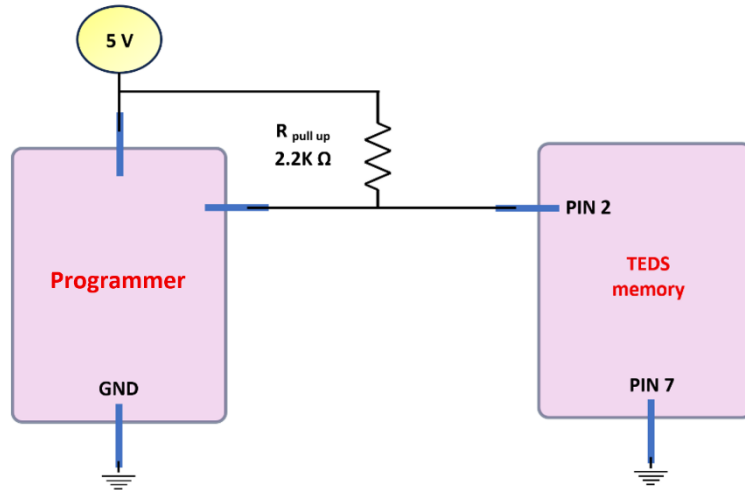 5 V
R pull up
2.2K Ω
PIN 2
Programmer
TEDS
memory
GND
PIN 7